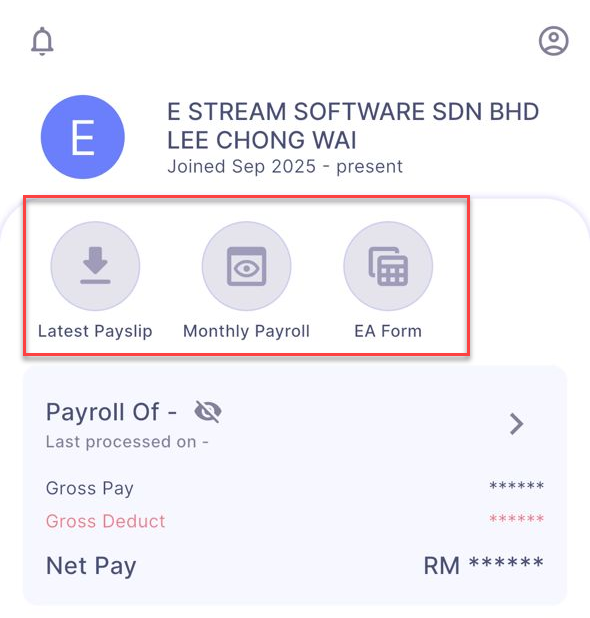 E
E STREAM SOFTWARE SDN BHD
LEE CHONG WAI
Joined Sep 2025 - present
Latest Payslip
Monthly Payroll
EA Form
Payroll Of -
Last processed on -
Gross Pay ******
Gross Deduct ******
Net Pay RM ******